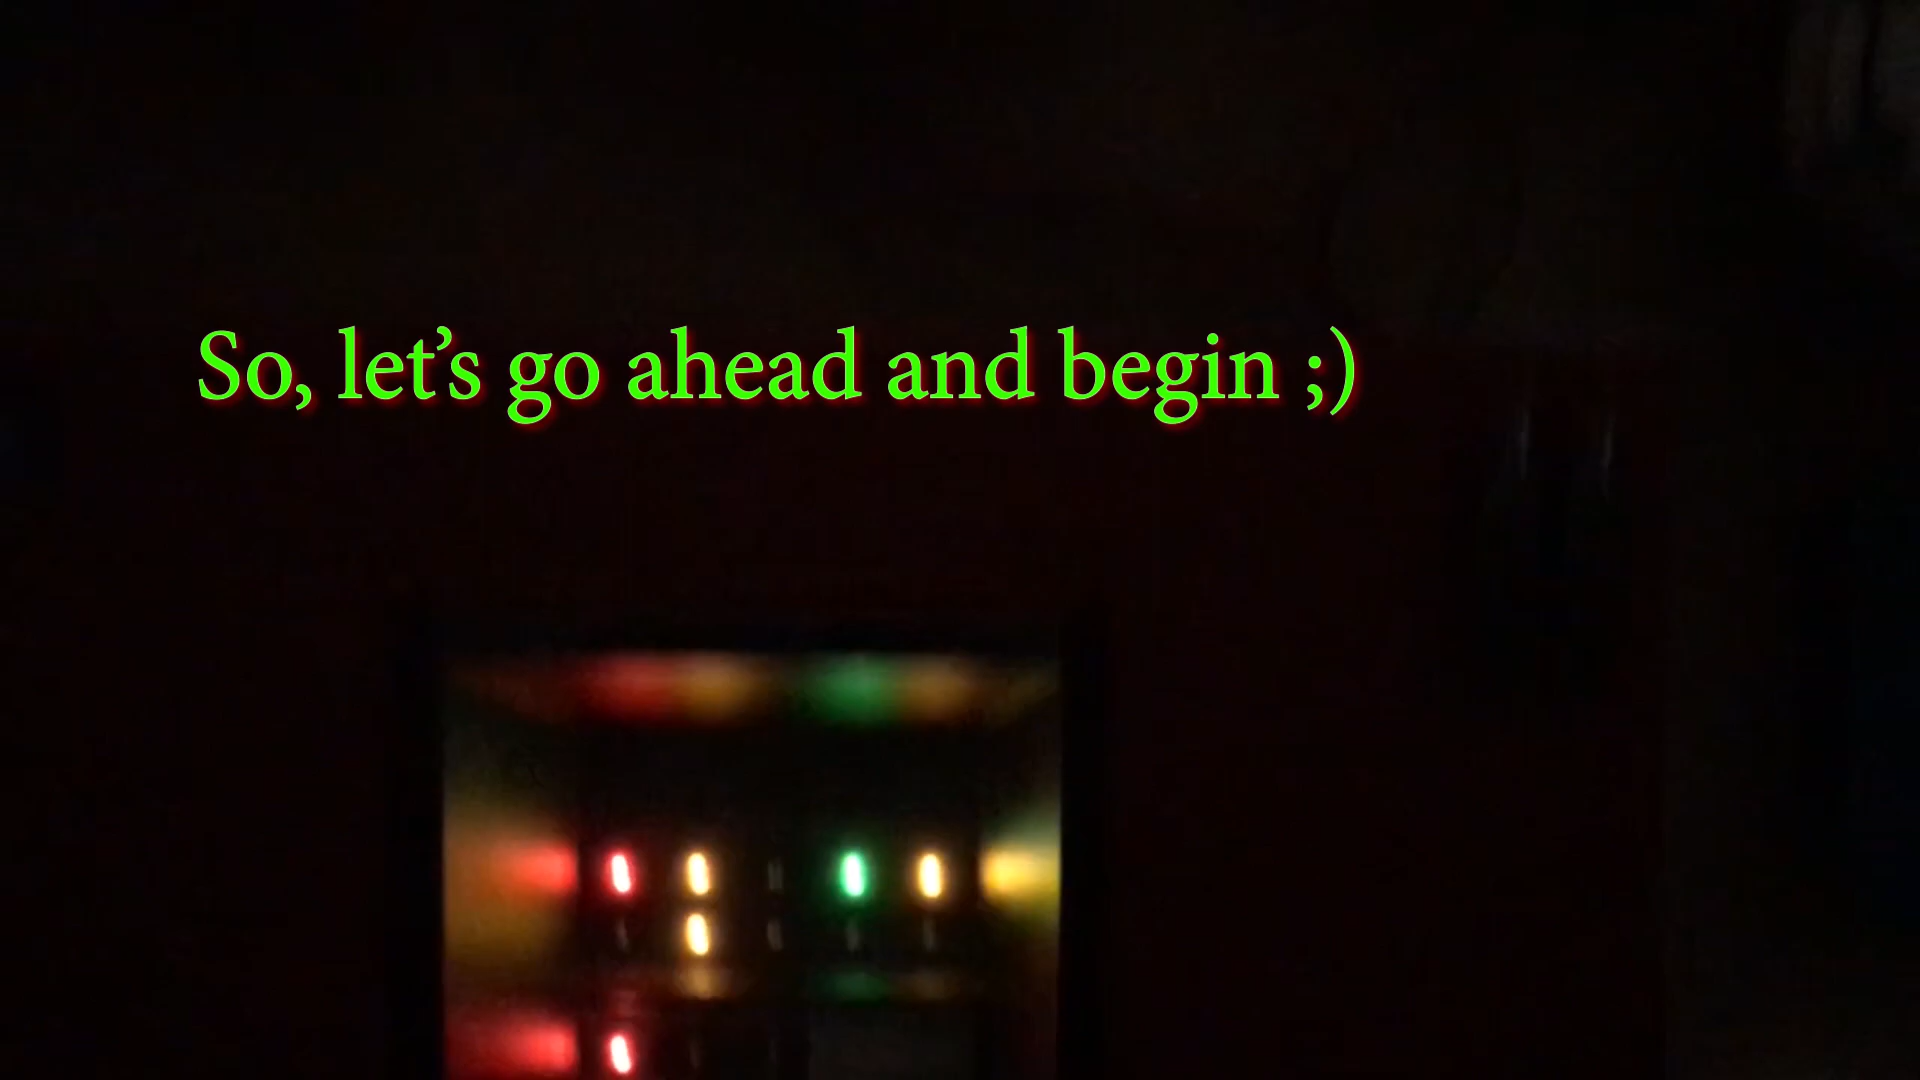 So, let’s go ahead and begin ;)